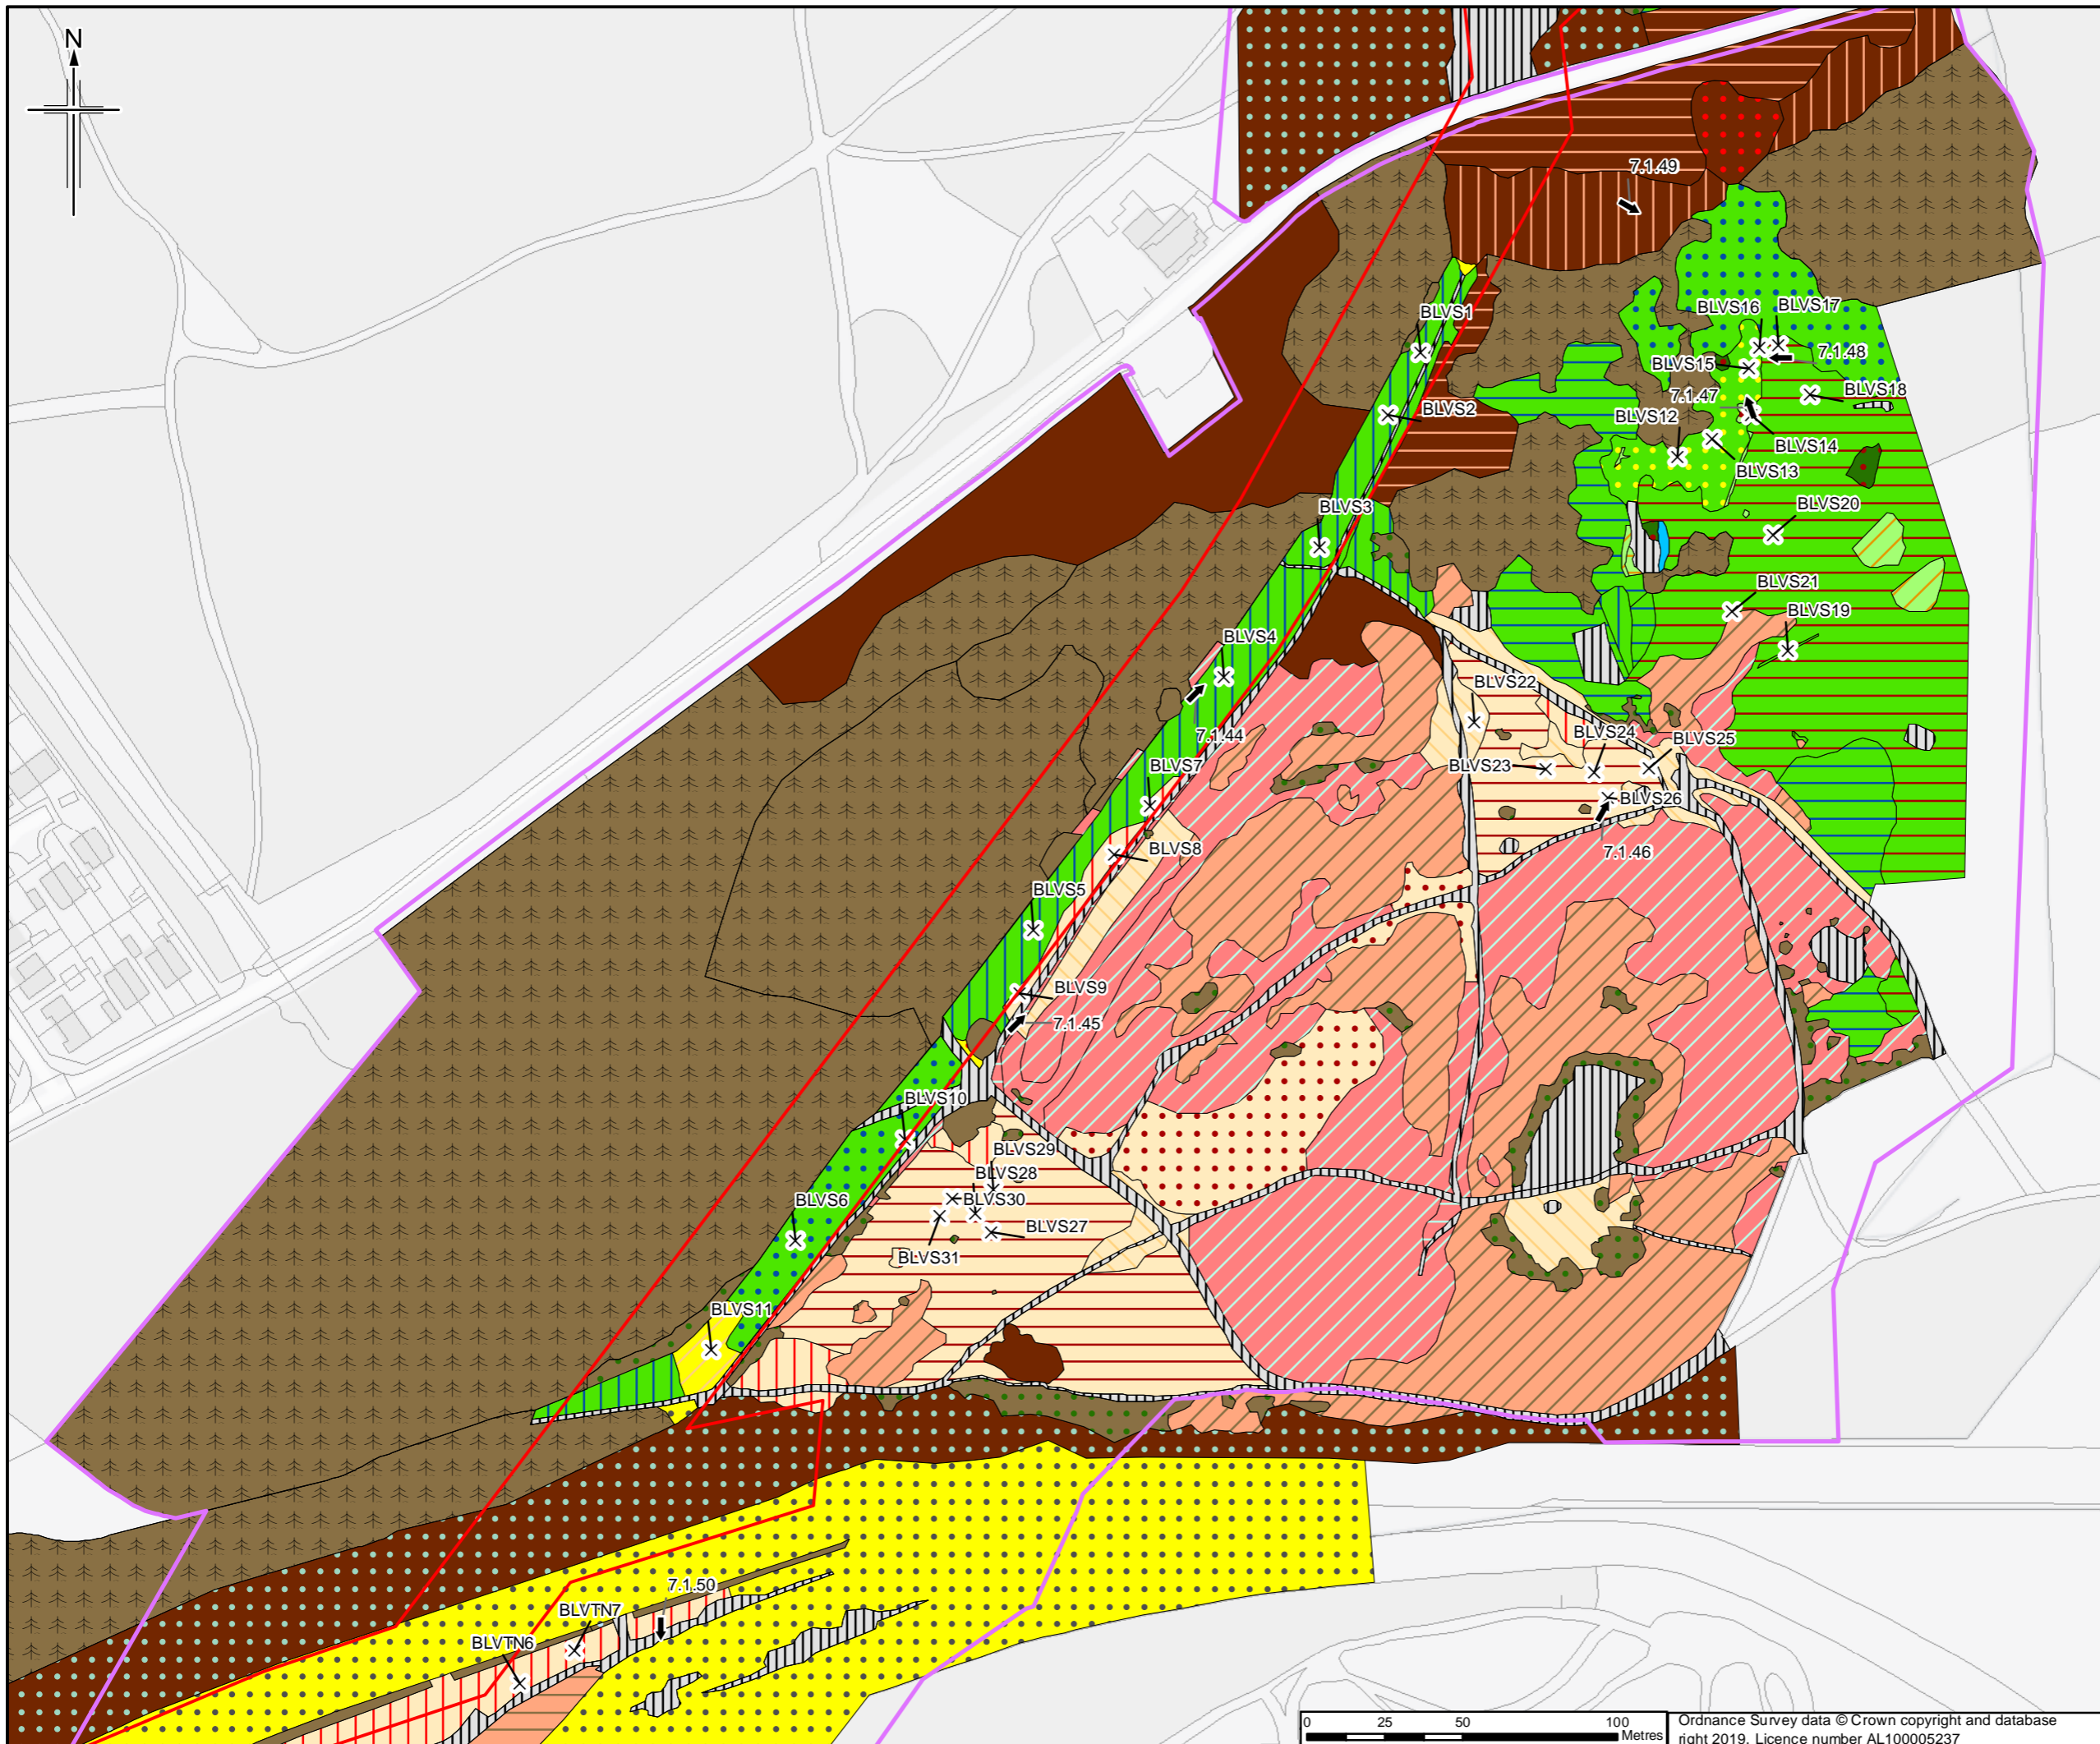 N
7.1.49
BLVS1
BLVS16
BLVS17
7.1.48
BLVS15
7.1.47
BLVS18
BLVS2
BLVS12
BLVS14
BLVS13
BLVS3
BLVS20
BLVS21
BLVS19
BLVS4
BLVS22
7.1.44
BLVS24
BLVS25
BLVS7
BLVS23
BLVS26
BLVS8
7.1.46
BLVS5
BLVS9
7.1.45
BLVS10
BLVS29
BLVS28
BLVS6
BLVS30
BLVS27
BLVS31
BLVS11
7.1.50
BLVTN7
BLVTN6
0 25 50 100
Metres
Ordnance Survey data © Crown copyright and database
right 2019. Licence number AL100005237